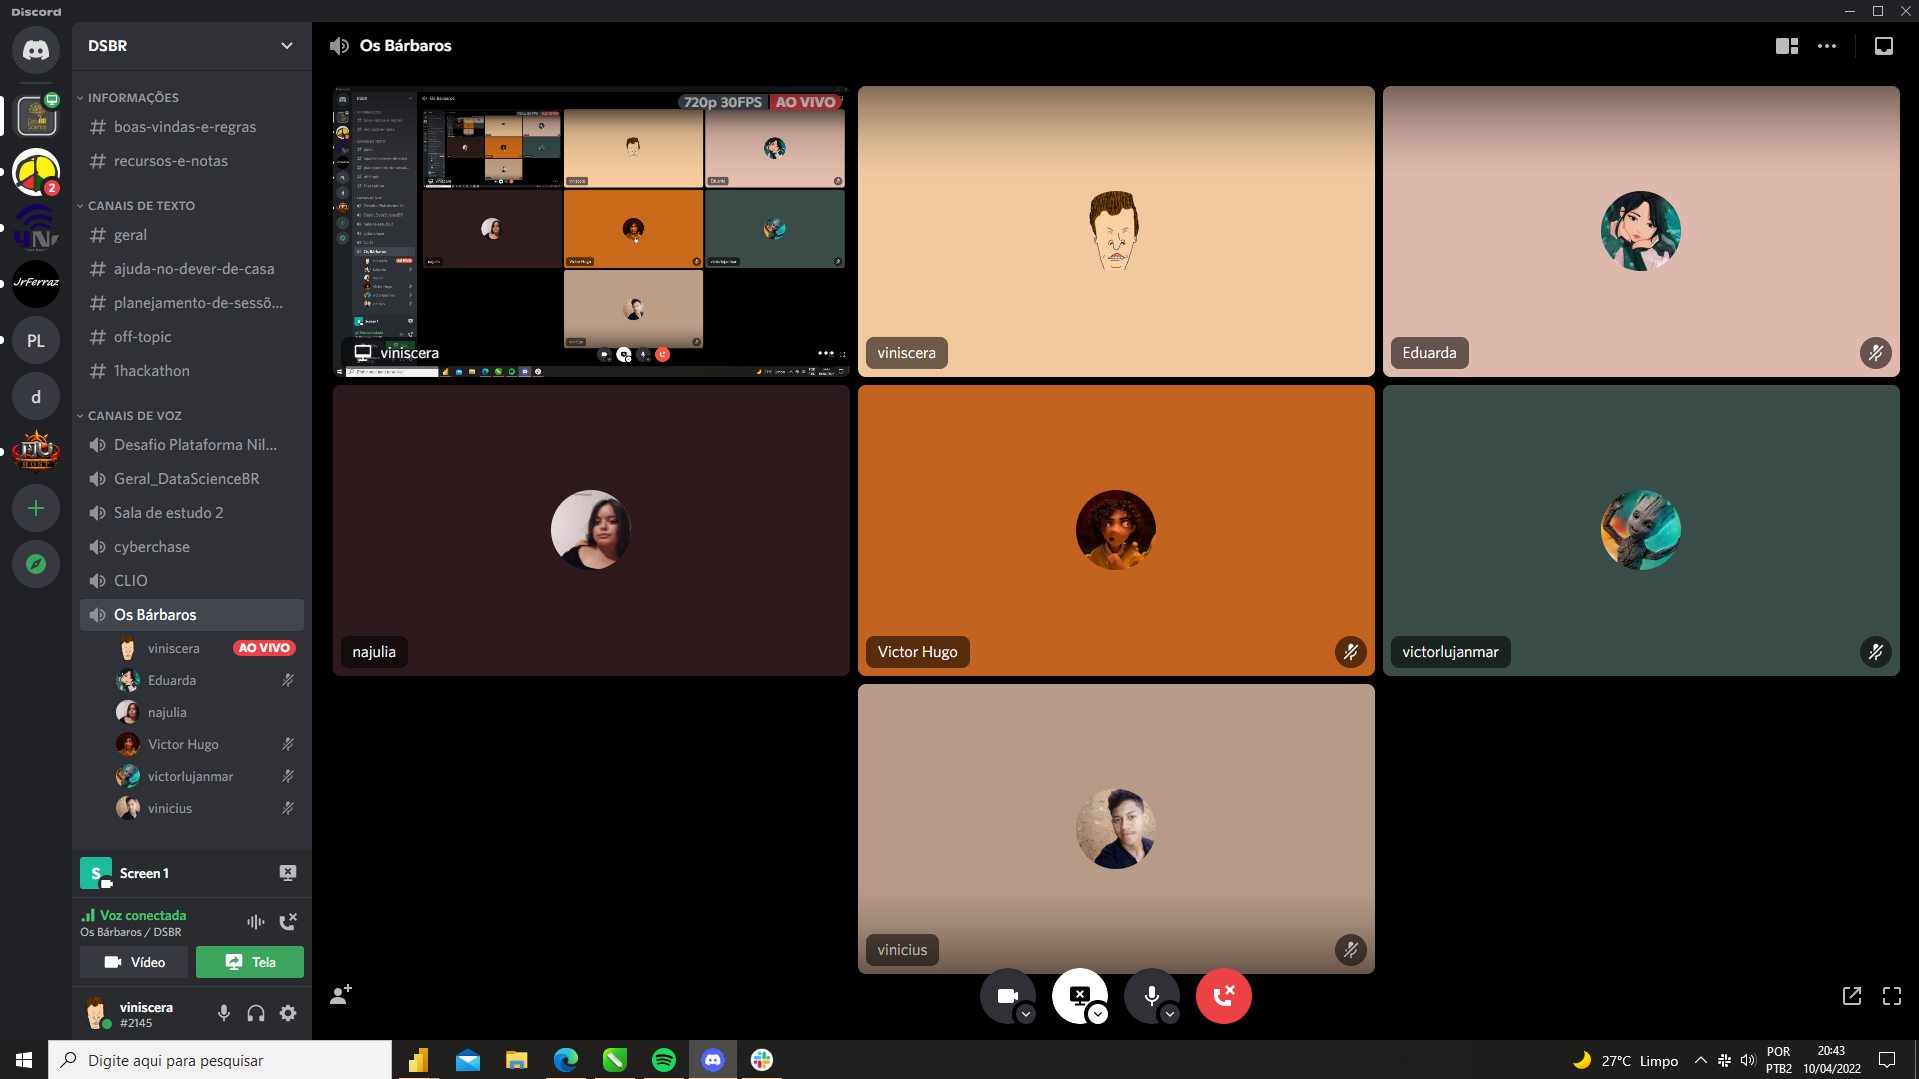 Discord
DSBR
INFORMAÇÕES
boas-vindas-e-regras
recursos-e-notas
CANAIS DE TEXTO
geral
ajuda-no-dever-de-casa
planejamento-de-sessõ...
off-topic
1hackathon
CANAIS DE VOZ
Desafio Plataforma Nil...
Geral_DataScienceBR
Sala de estudo 2
cyberchase
CLIO
Os Bárbaros
viniscera AO VIVO
Eduarda
najulia
Victor Hugo
victorlujanmar
vinicius
S Screen 1
Voz conectada
Os Bárbaros / DSBR
Vídeo Tela
viniscera
#2145
2
JrFerraz
PL
d
MU
HOST
Os Bárbaros
720p 30FPS AO VIVO
viniscera
viniscera
Eduarda
najulia
Victor Hugo
victorlujanmar
vinicius
Digite aqui para pesquisar
27°C Limpo
POR
PTB2
20:43
10/04/2022